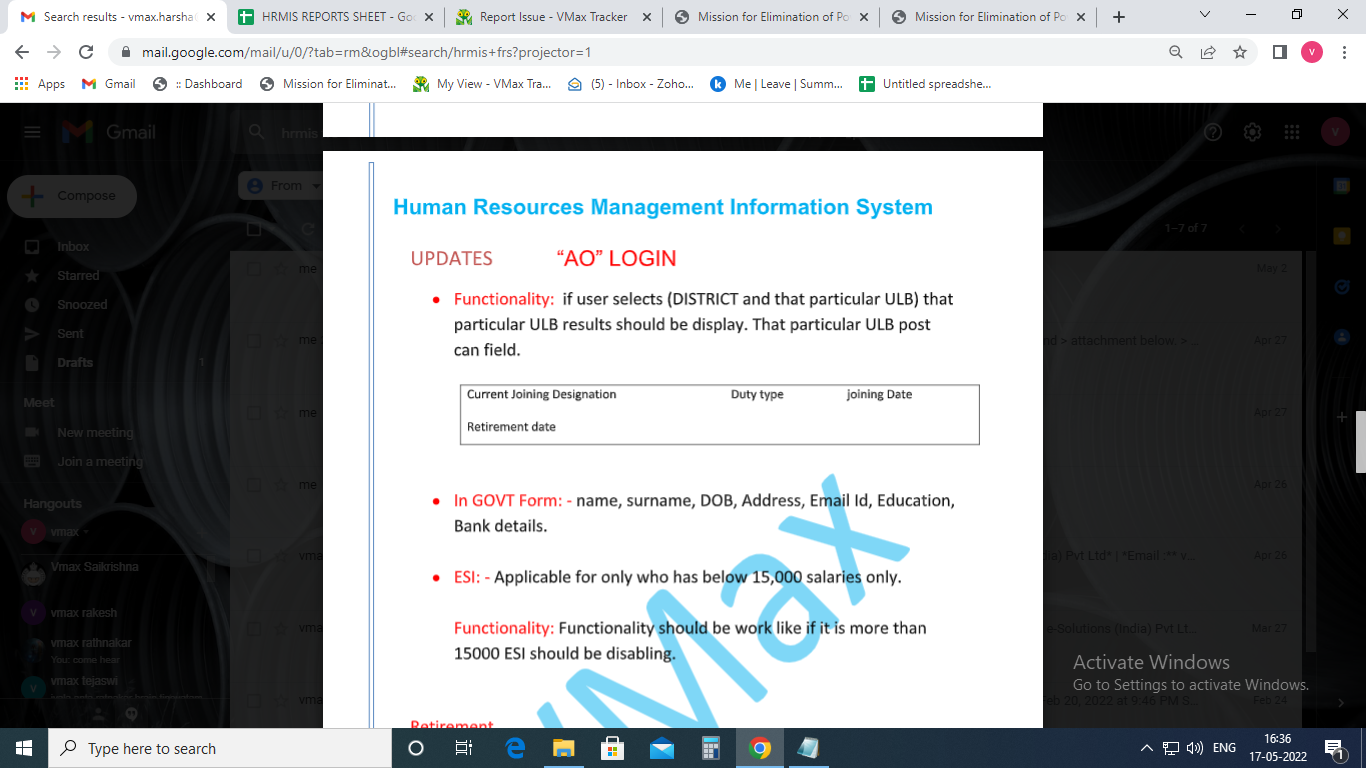 Search results - vmax.harsha
HRMIS REPORTS SHEET - Go
Report Issue - VMax Tracker
Mission for Elimination of Po
Mission for Elimination of Po
mail.google.com/mail/u/0/?tab=rm&ogbl#search/hrmis+frs?projector=1
V
Apps
Gmail
:: Dashboard
Mission for Eliminat...
My View - VMax Tra...
(5) - Inbox - Zoho...
Me | Leave | Summ...
Untitled spreadshe...
Gmail
hrmis
V
Compose
From
Inbox
1–7 of 7
Starred
me
May 2
Snoozed
Sent
me
nd > attachment below. > ...
Apr 27
Drafts
1
Meet
me
Apr 27
New meeting
Join a meeting
me
Apr 26
Hangouts
V
vmax
vma
ia) Pvt Ltd* | *Email :** v...
Apr 26
Vmax Saikrishna
vmax rakesh
vma
e-Solutions (India) Pvt Lt...
Mar 27
vmax rathnakar
You: come hear
vmax tejaswi
vma
Feb 20, 2022 at 9:46 PM S...
Feb 24
Human Resources Management Information System
UPDATES “AO” LOGIN
• Functionality: if user selects (DISTRICT and that particular ULB) that
particular ULB results should be display. That particular ULB post
can field.
Current Joining Designation Duty type joining Date
Retirement date
• In GOVT Form: - name, surname, DOB, Address, Email Id, Education,
Bank details.
• ESI: - Applicable for only who has below 15,000 salaries only.
Functionality: Functionality should be work like if it is more than
15000 ESI should be disabling.
Retirement
VMax
Activate Windows
Go to Settings to activate Windows.
Type here to search
ENG
16:36
17-05-2022
1